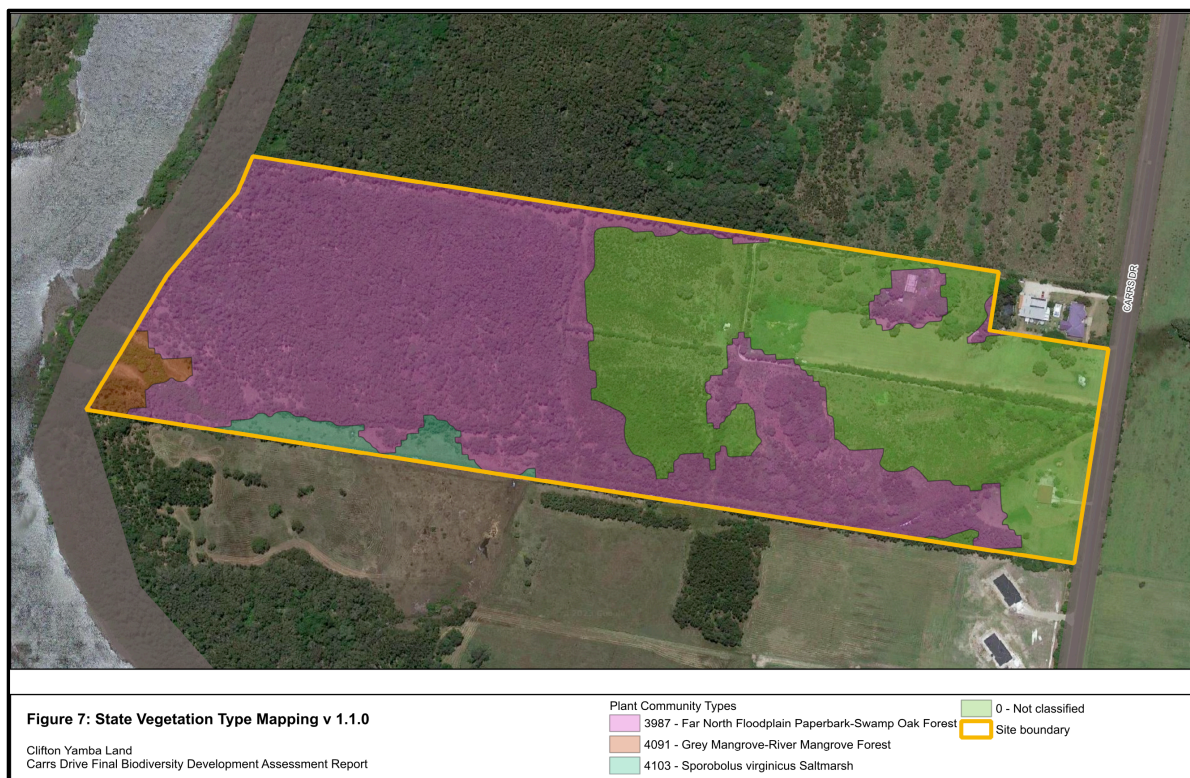 CARRS DR
Figure 7: State Vegetation Type Mapping v 1.1.0
Clifton Yamba Land
Carrs Drive Final Biodiversity Development Assessment Report
Plant Community Types
3987 - Far North Floodplain Paperbark-Swamp Oak Forest
4091 - Grey Mangrove-River Mangrove Forest
4103 - Sporobolus virginicus Saltmarsh
0 - Not classified
Site boundary